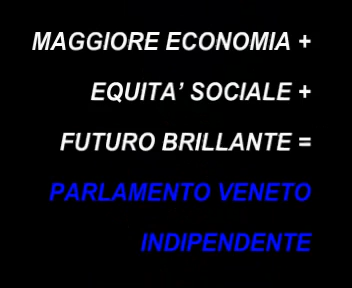 MAGGIORE ECONOMIA +
EQUITA’ SOCIALE +
FUTURO BRILLANTE =
PARLAMENTO VENETO
INDIPENDENTE